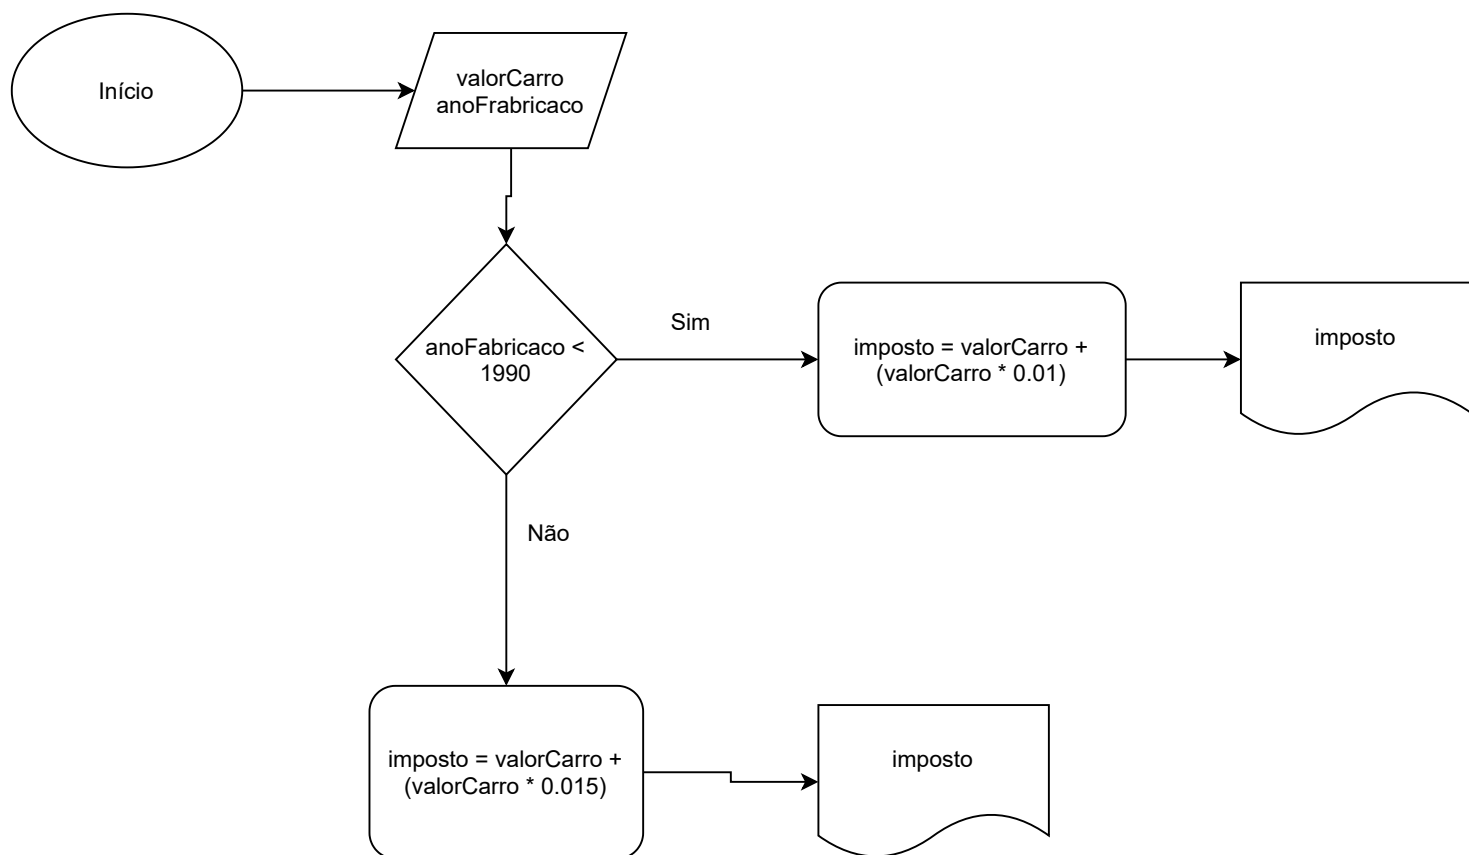 Início
valorCarro
anoFrabricaco
anoFabricaco <
1990
Sim
imposto = valorCarro +
(valorCarro * 0.01)
imposto
Não
imposto = valorCarro +
(valorCarro * 0.015)
imposto